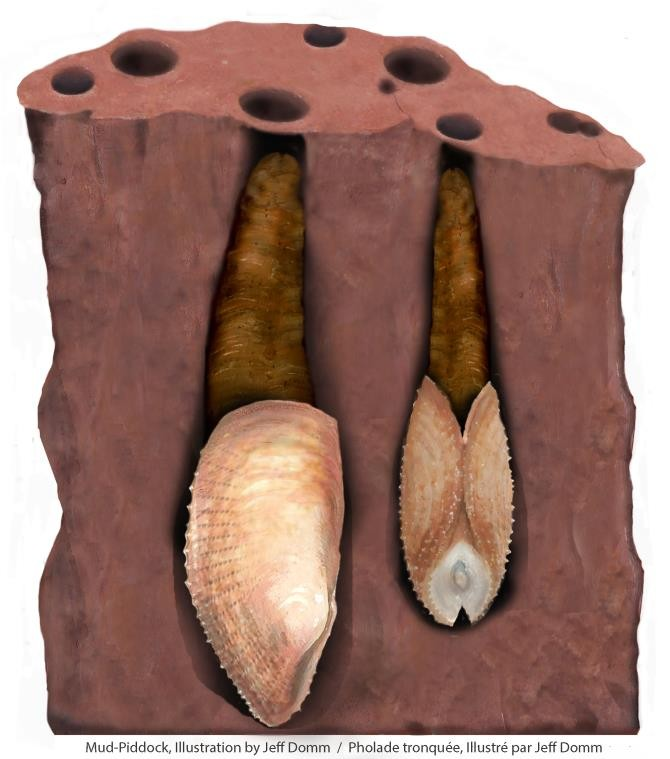 Mud-Piddock, Illustration by Jeff Domm / Pholade tronquée, Illustré par Jeff Domm